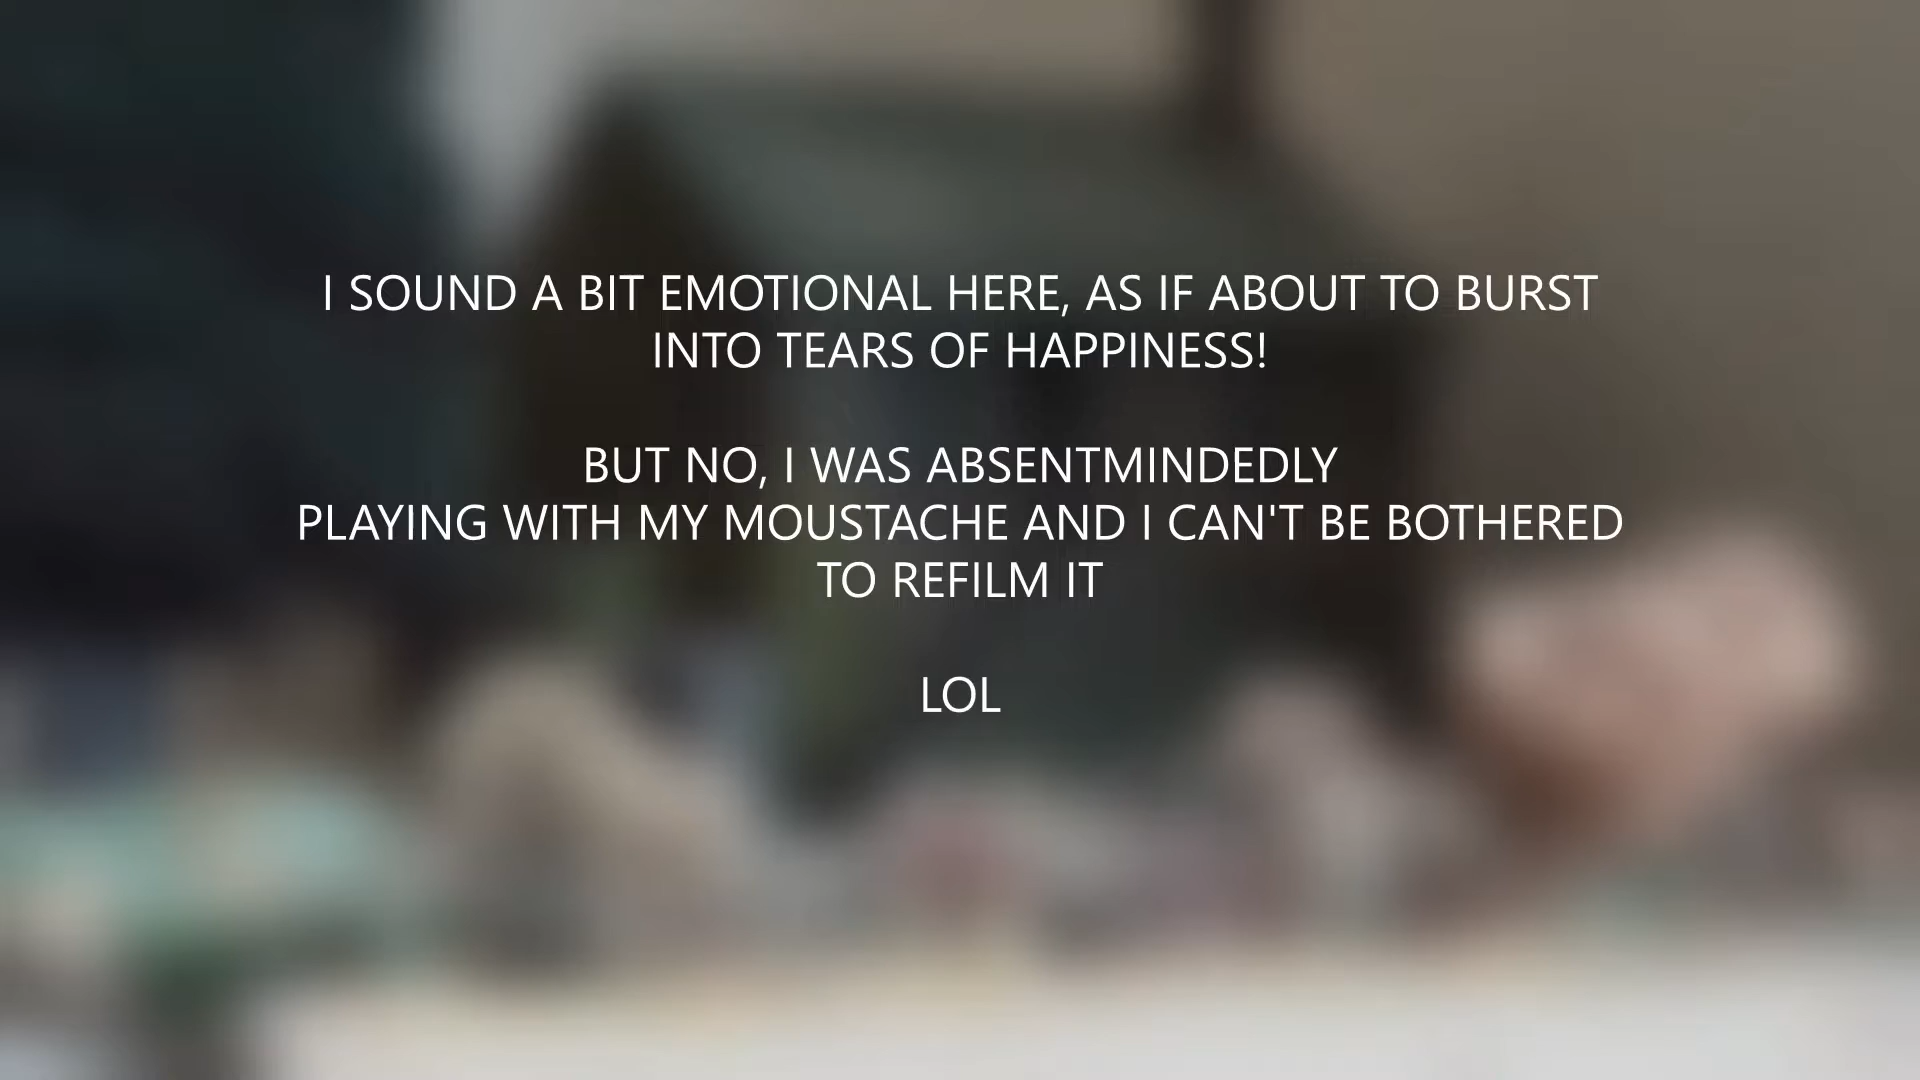 I SOUND A BIT EMOTIONAL HERE, AS IF ABOUT TO BURST
INTO TEARS OF HAPPINESS!
BUT NO, I WAS ABSENTMINDEDLY
PLAYING WITH MY MOUSTACHE AND I CAN'T BE BOTHERED
TO REFILM IT
LOL